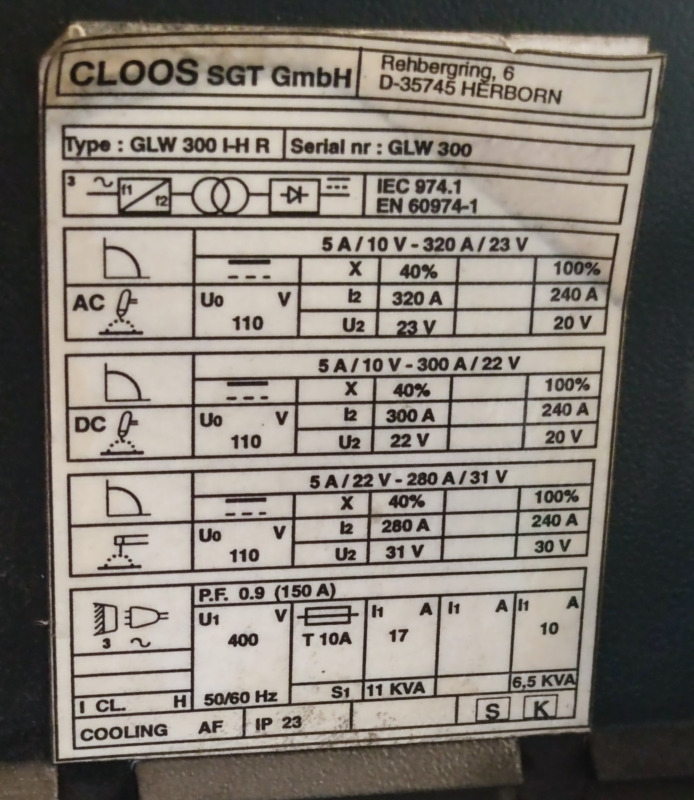 CLOOS SGT GmbH
Rehbergring, 6
D-35745 HERBORN
Type : GLW 300 I-H R
Serial nr : GLW 300
3 f1 f2
IEC 974.1
EN 60974-1
5 A / 10 V - 320 A / 23 V
X 40% 100%
AC U0 V I2 320 A 240 A
110 U2 23 V 20 V
5 A / 10 V - 300 A / 22 V
X 40% 100%
DC U0 V I2 300 A 240 A
110 U2 22 V 20 V
5 A / 22 V - 280 A / 31 V
X 40% 100%
U0 V I2 280 A 240 A
110 U2 31 V 30 V
P.F. 0.9 (150 A)
U1 V I1 A I1 A I1 A
3 400 T 10A 17 10
I CL. H 50/60 Hz S1 11 KVA 6,5 KVA
COOLING AF IP 23 S K